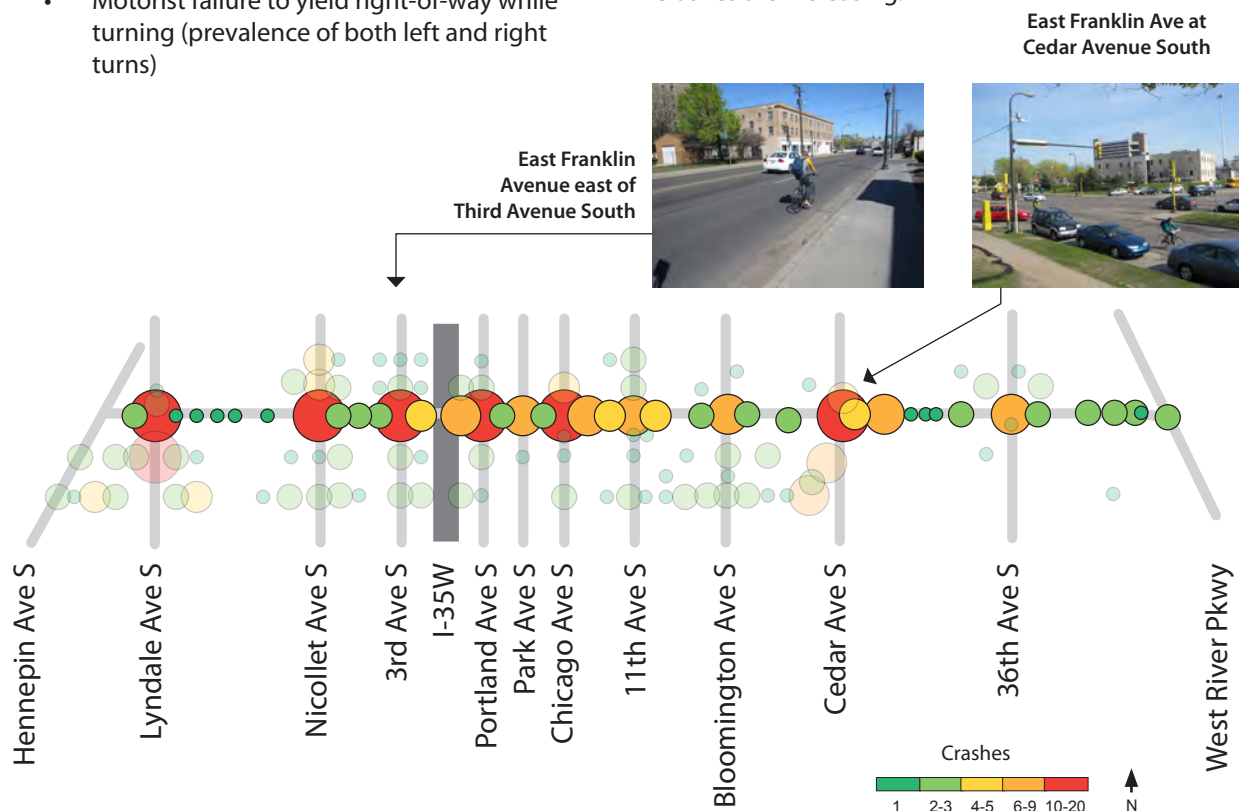 • Motorist failure to yield right-of-way while
turning (prevalence of both left and right
turns)
East Franklin Ave at
Cedar Avenue South
East Franklin
Avenue east of
Third Avenue South
Hennepin Ave S
Lyndale Ave S
Nicollet Ave S
3rd Ave S
I-35W
Portland Ave S
Park Ave S
Chicago Ave S
11th Ave S
Bloomington Ave S
Cedar Ave S
36th Ave S
West River Pkwy
Crashes
1 2-3 4-5 6-9 10-20
N